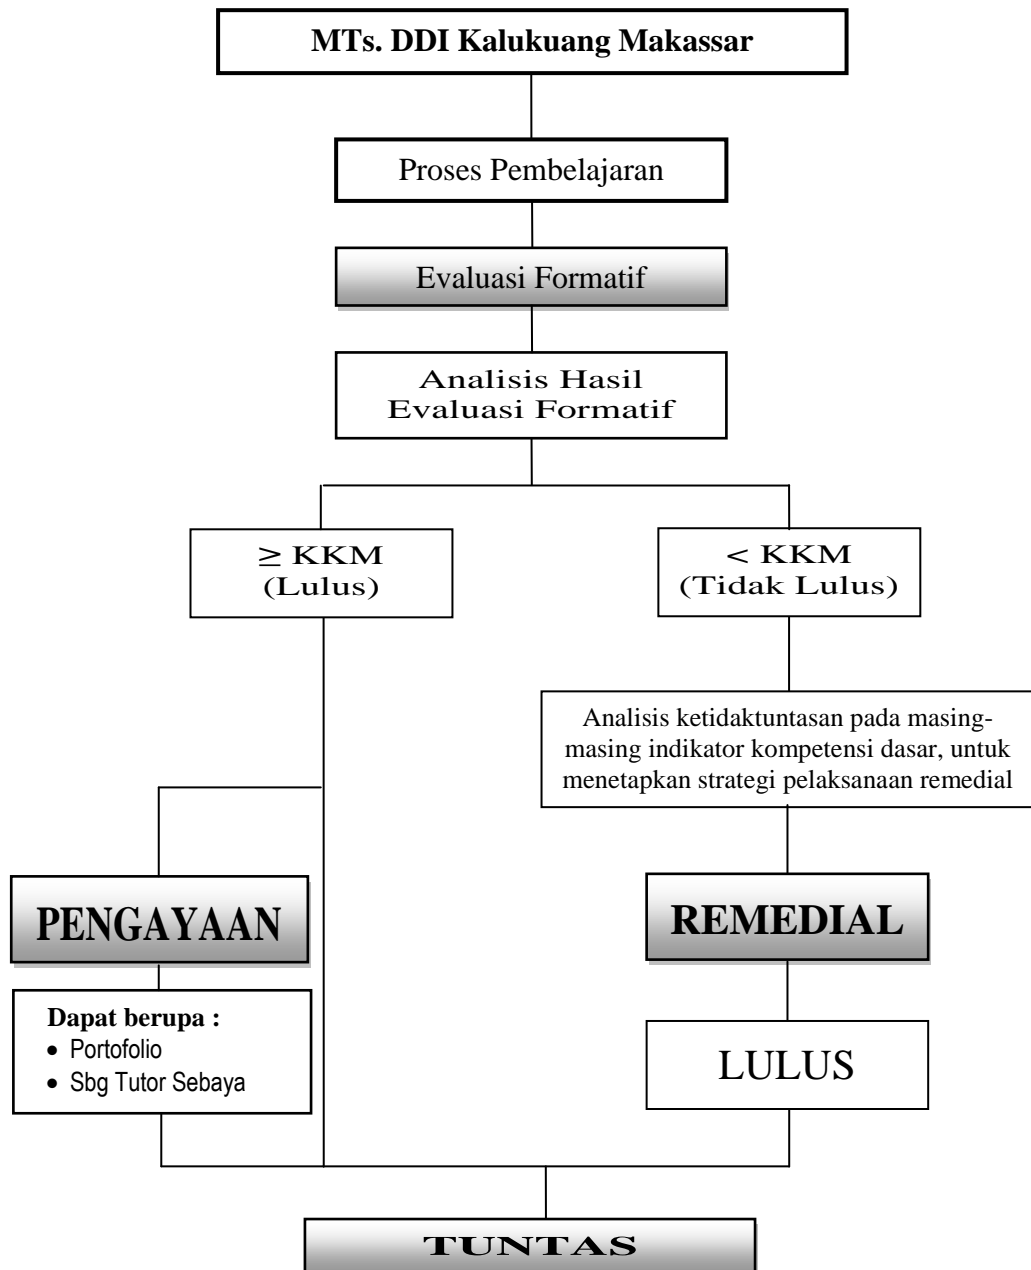 MTs. DDI Kalukuang Makassar
Proses Pembelajaran
Evaluasi Formatif
Analisis Hasil
Evaluasi Formatif
≥ KKM
(Lulus)
< KKM
(Tidak Lulus)
Analisis ketidaktuntasan pada masing-
masing indikator kompetensi dasar, untuk
menetapkan strategi pelaksanaan remedial
PENGAYAAN
REMEDIAL
Dapat berupa :
• Portofolio
• Sbg Tutor Sebaya
LULUS
TUNTAS